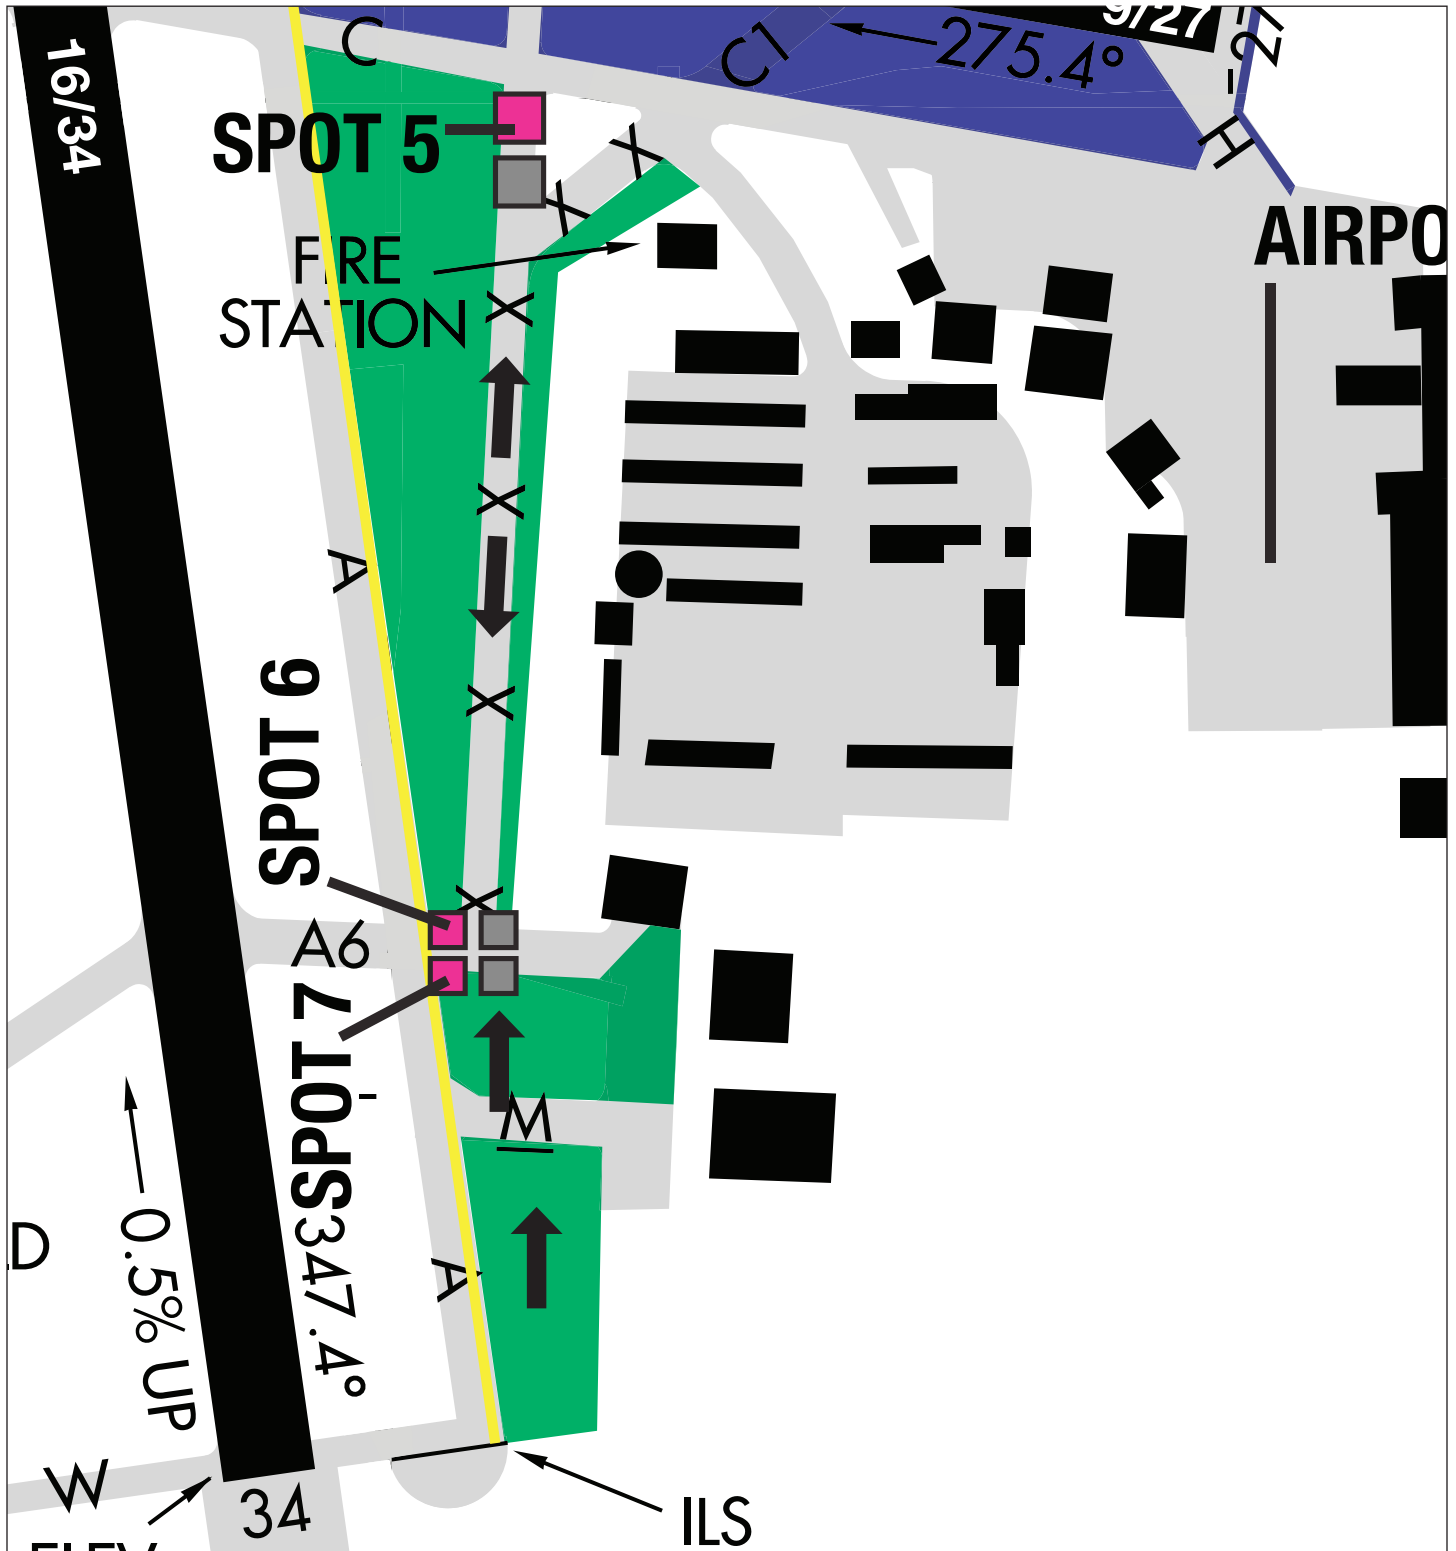 C
C1
275.4°
9/27
27
16/34
SPOT 5
X
X
H
AIRPO
FIRE
STATION
X
X
A
SPOT 6
X
X
A6
SPOT 7
M
D
0.5% UP
347.4°
A
W
34
ILS